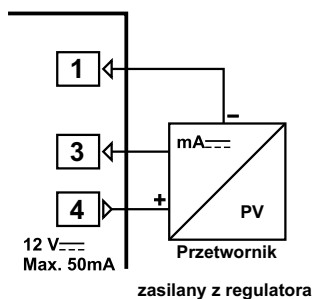 1
−
3
mA
4
+
PV
12 V
Max. 50mA
Przetwornik
zasilany z regulatora